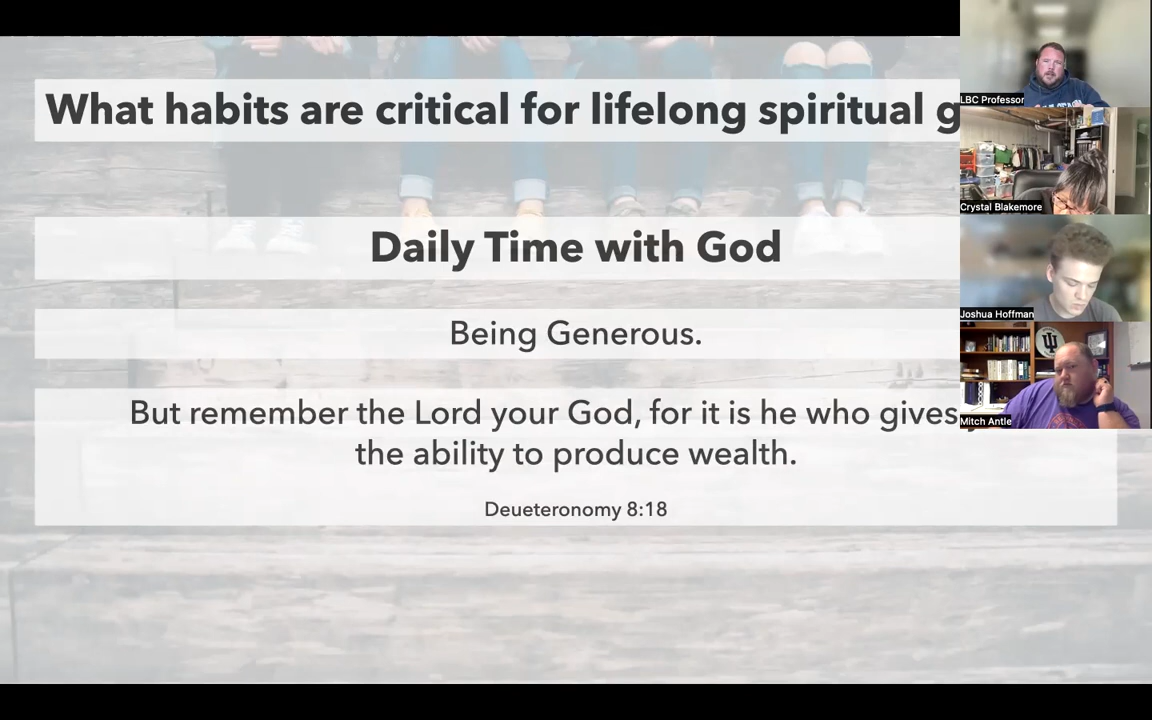 What habits are critical for lifelong spiritual
Daily Time with God
Being Generous.
But remember the Lord your God, for it is he who gives
the ability to produce wealth.
Deueteronomy 8:18
LBC Professor
Crystal Blakemore
Joshua Hoffman
Mitch Antle